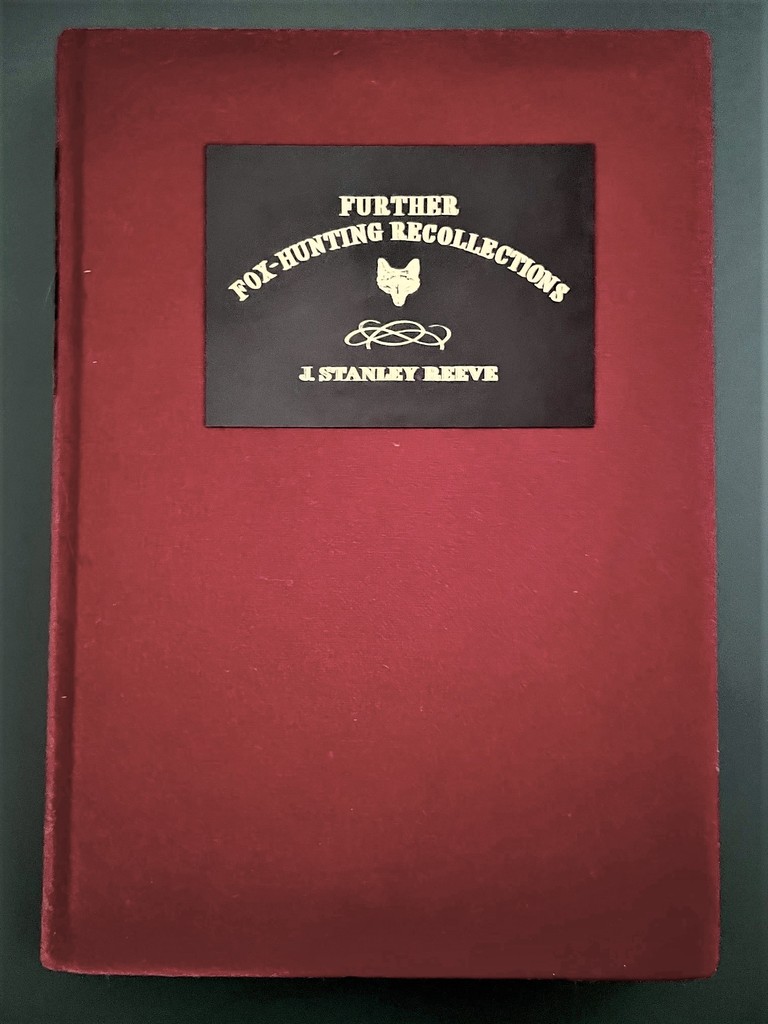 FURTHER
FOX-HUNTING RECOLLECTIONS
J. STANLEY REEVE